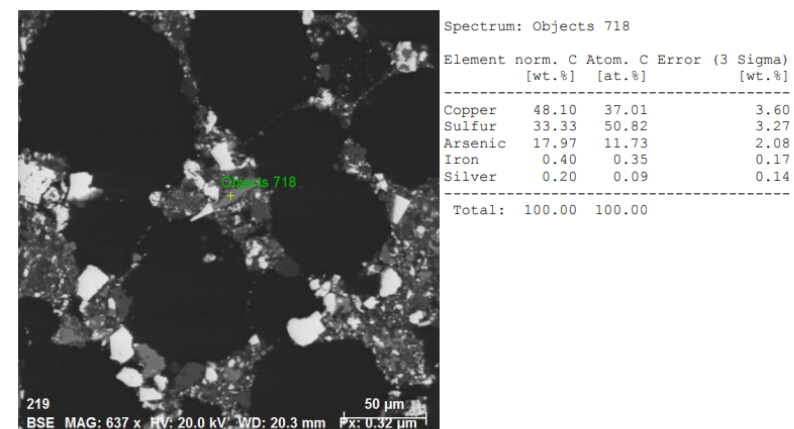 Spectrum: Objects 718
Element norm. C Atom. C Error (3 Sigma)
[wt.%] [at.%] [wt.%]
---------------------------------------------
Copper 48.10 37.01 3.60
Sulfur 33.33 50.82 3.27
Arsenic 17.97 11.73 2.08
Iron 0.40 0.35 0.17
Silver 0.20 0.09 0.14
---------------------------------------------
Total: 100.00 100.00
Objects 718
219
50 µm
BSE MAG: 637 x HV: 20.0 kV WD: 20.3 mm Px: 0.32 µm